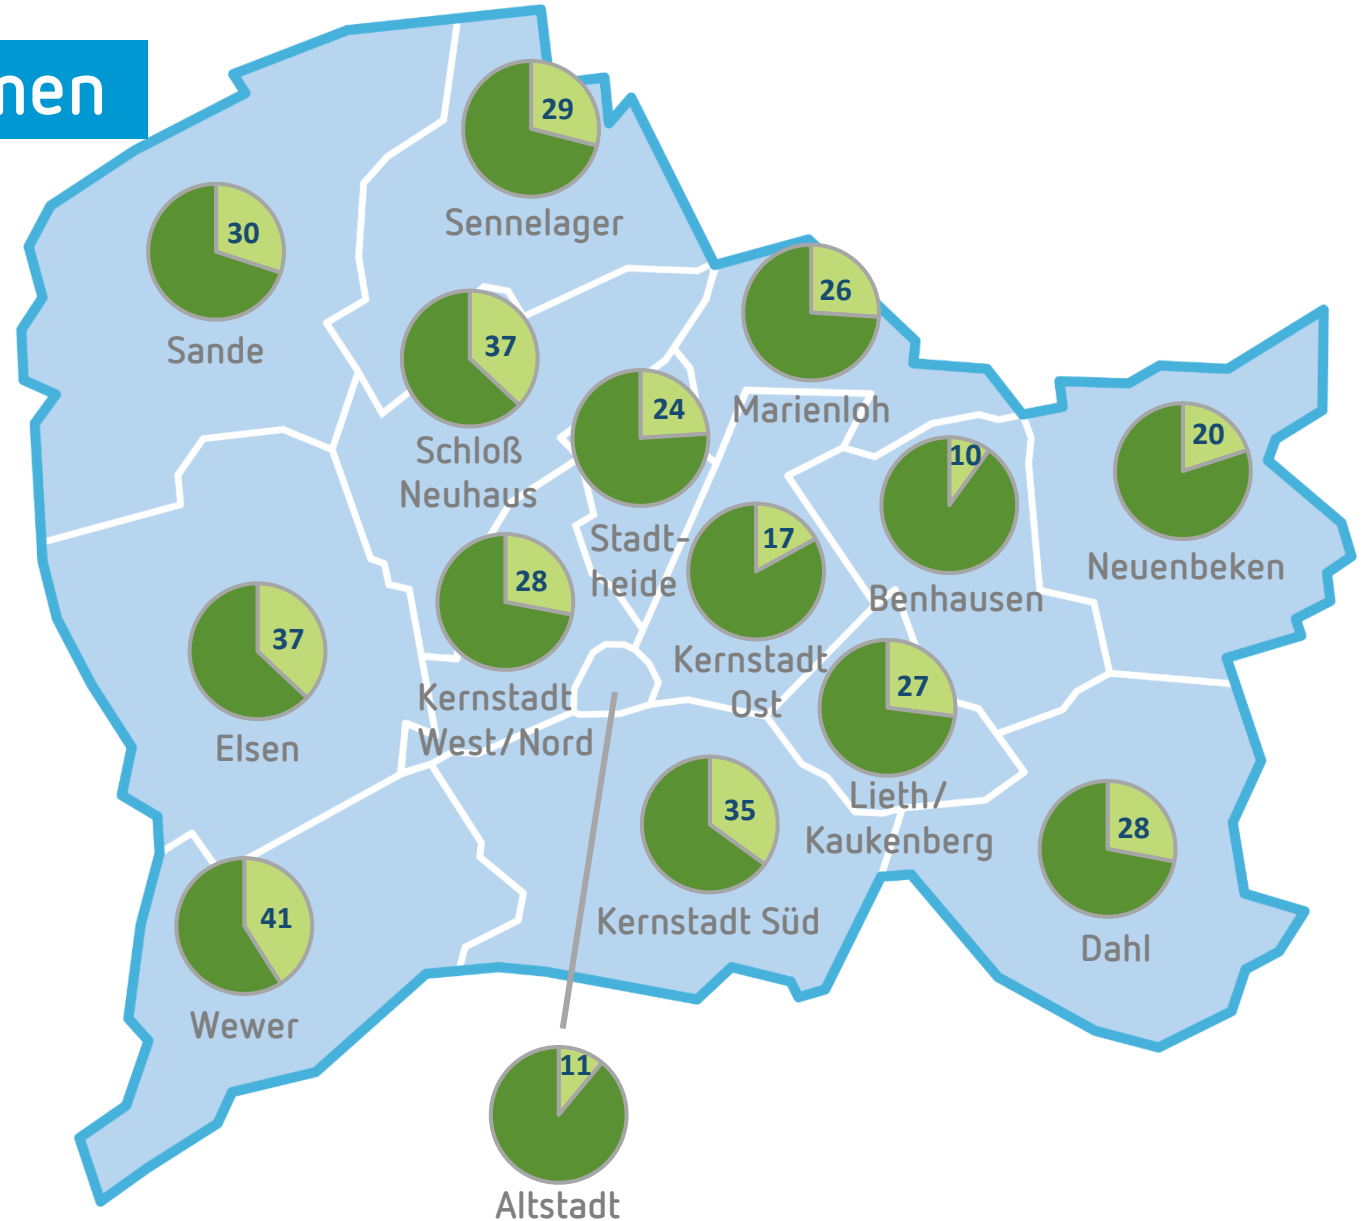 nen
29
Sennelager
30
Sande
26
Marienloh
37
Schloß
Neuhaus
24
Stadt-
heide
20
Neuenbeken
10
Benhausen
17
Kernstadt
Ost
28
Kernstadt
West/Nord
37
Elsen
27
Lieth/
Kaukenberg
35
Kernstadt Süd
28
Dahl
41
Wewer
11
Altstadt